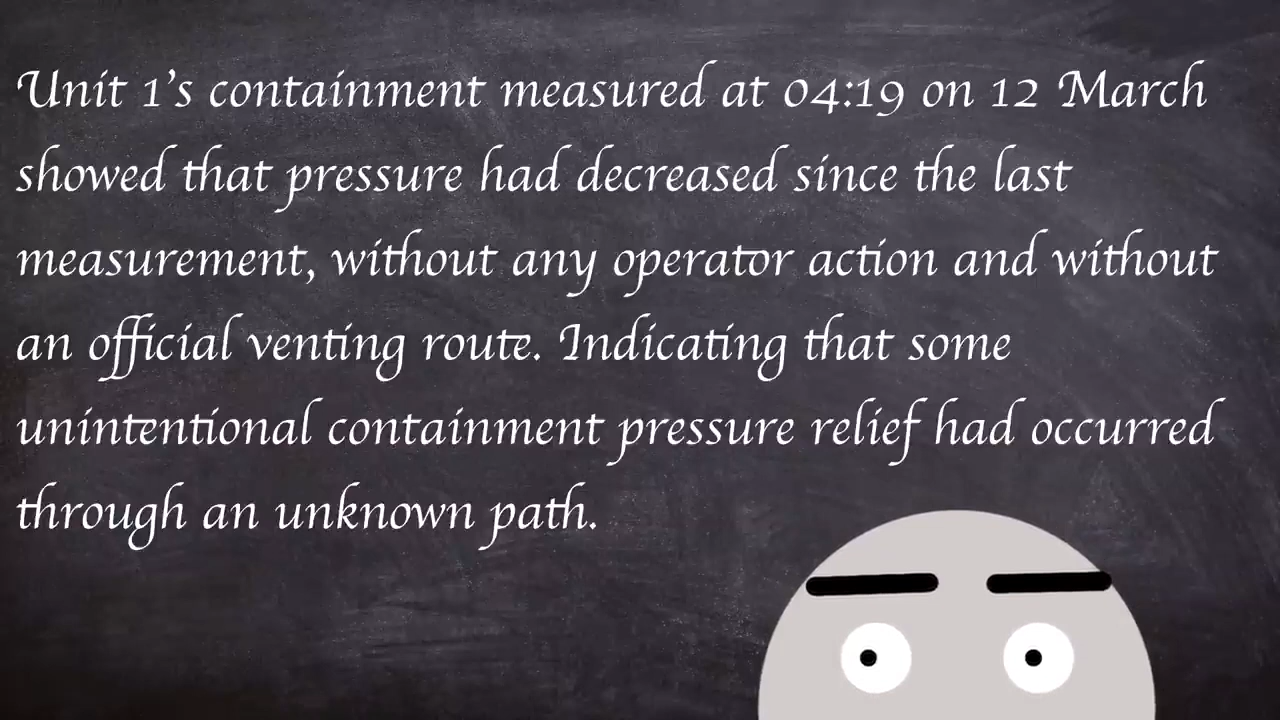 Unit 1's containment measured at 04:19 on 12 March
showed that pressure had decreased since the last
measurement, without any operator action and without
an official venting route. Indicating that some
unintentional containment pressure relief had occurred
through an unknown path.